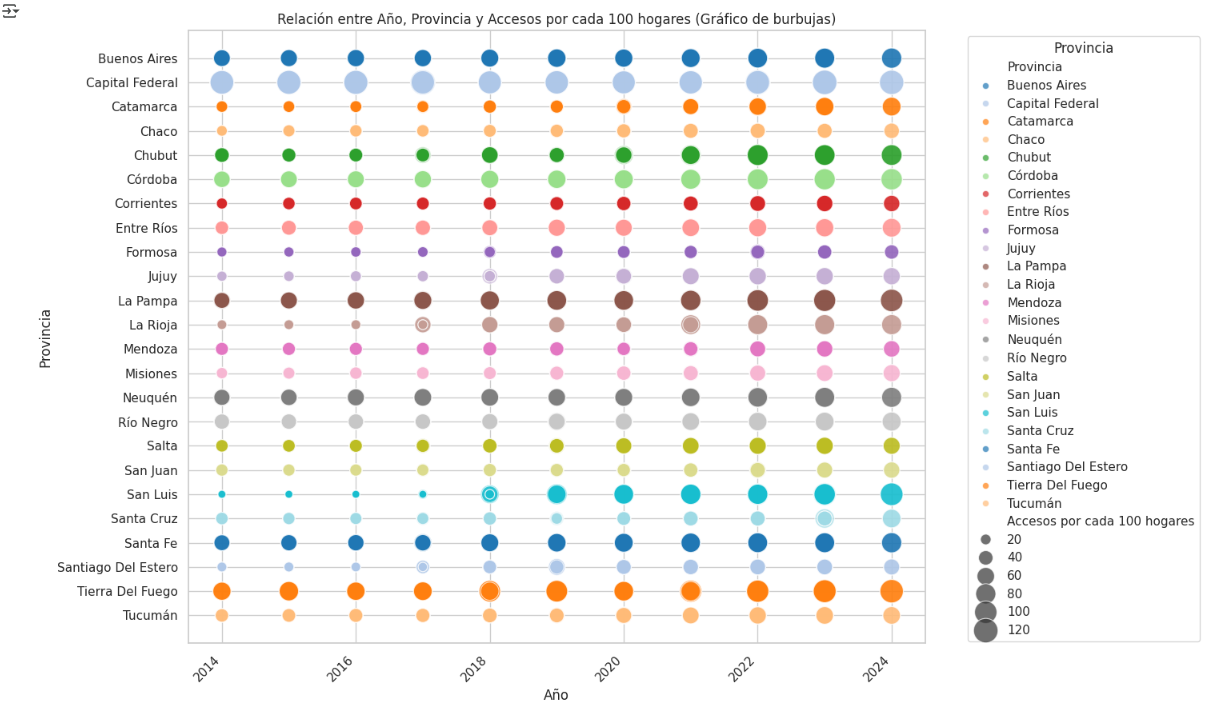 Relación entre Año, Provincia y Accesos por cada 100 hogares (Gráfico de burbujas)
Provincia
Buenos Aires
Capital Federal
Catamarca
Chaco
Chubut
Córdoba
Corrientes
Entre Ríos
Formosa
Jujuy
La Pampa
La Rioja
Mendoza
Misiones
Neuquén
Río Negro
Salta
San Juan
San Luis
Santa Cruz
Santa Fe
Santiago Del Estero
Tierra Del Fuego
Tucumán
2014
2016
2018
2020
2022
2024
Año
Provincia
Provincia
Buenos Aires
Capital Federal
Catamarca
Chaco
Chubut
Córdoba
Corrientes
Entre Ríos
Formosa
Jujuy
La Pampa
La Rioja
Mendoza
Misiones
Neuquén
Río Negro
Salta
San Juan
San Luis
Santa Cruz
Santa Fe
Santiago Del Estero
Tierra Del Fuego
Tucumán
Accesos por cada 100 hogares
20
40
60
80
100
120